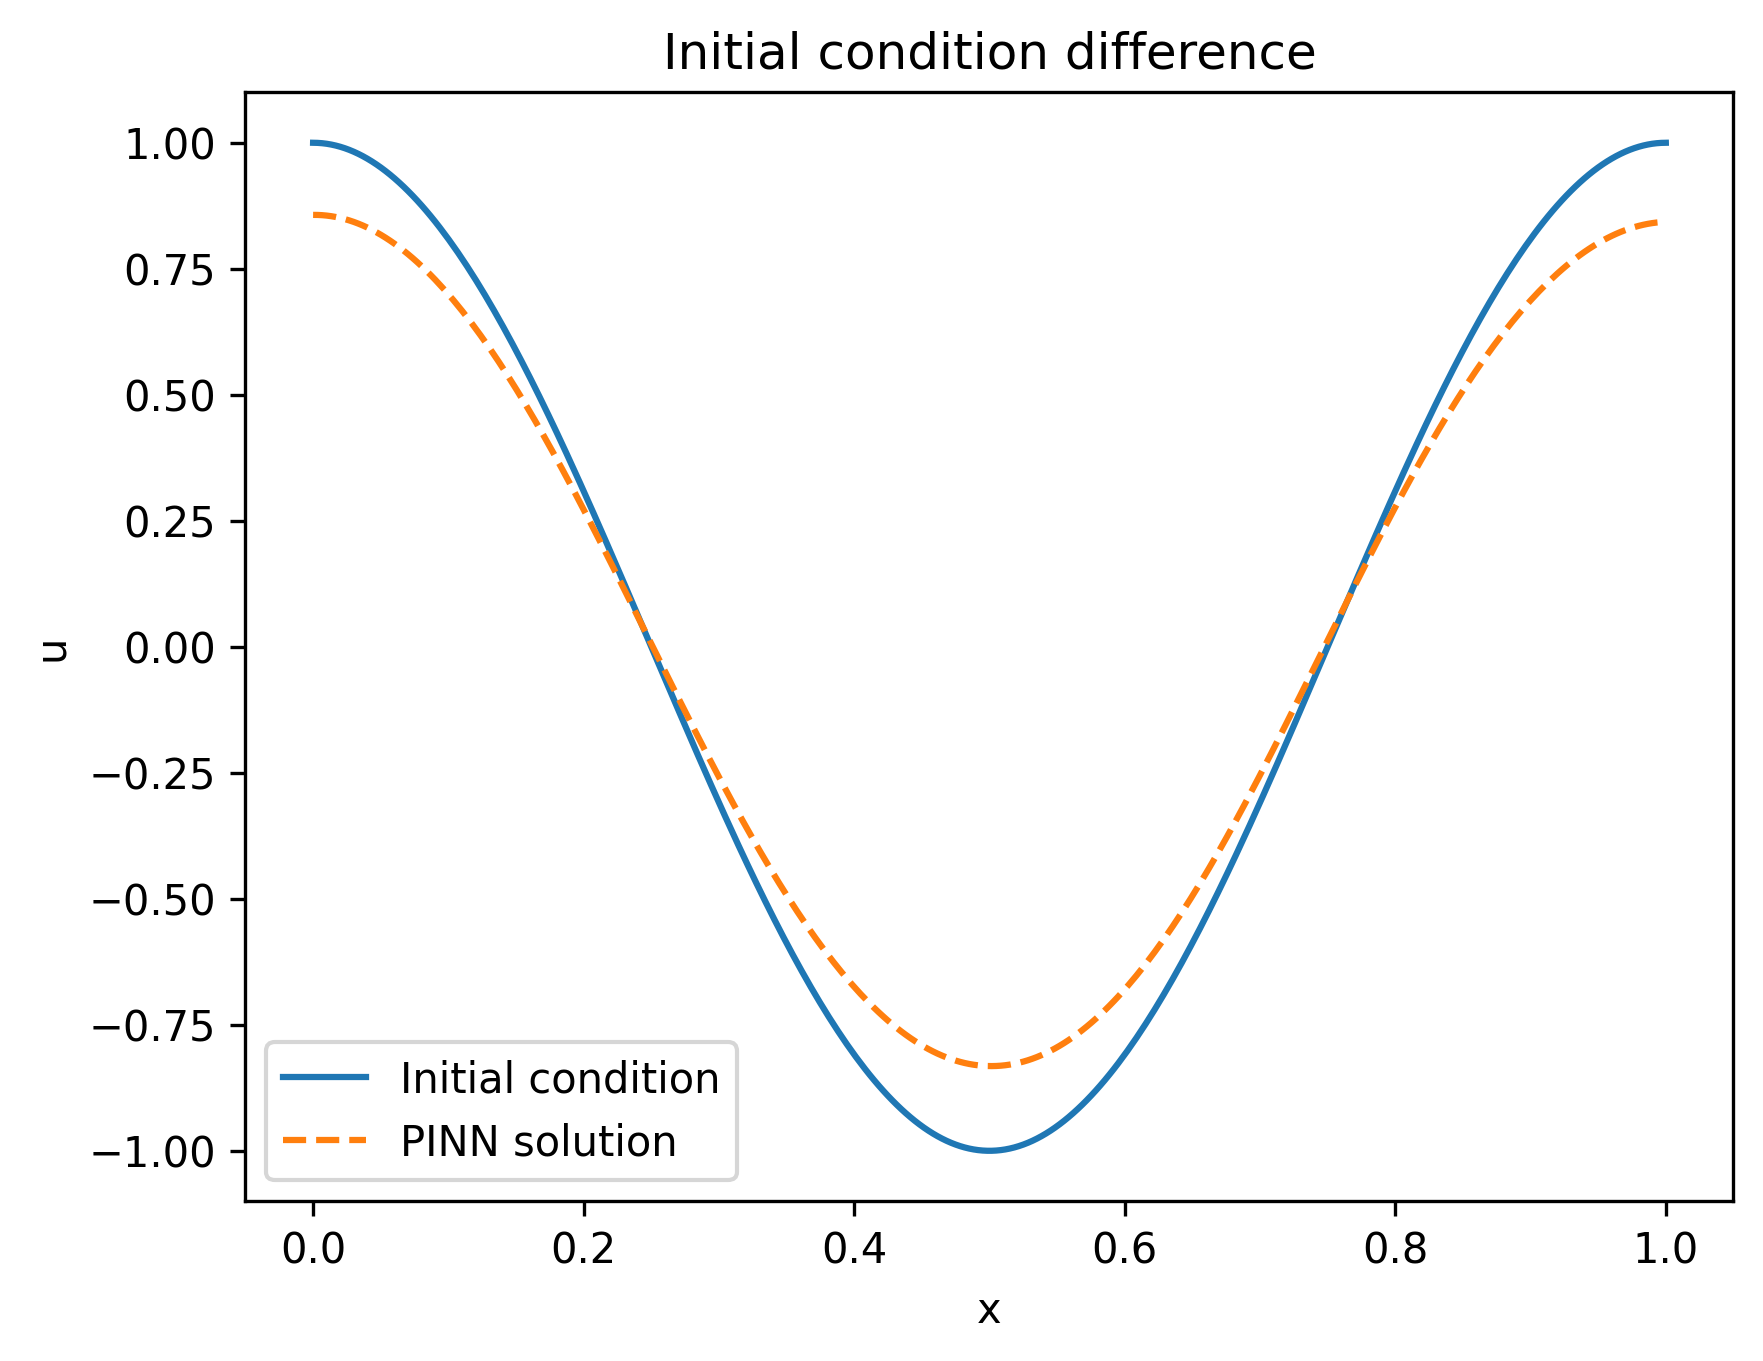 Initial condition difference
1.00
0.75
0.50
0.25
0.00
−0.25
−0.50
−0.75
−1.00
u
Initial condition
PINN solution
0.0 0.2 0.4 0.6 0.8 1.0
x